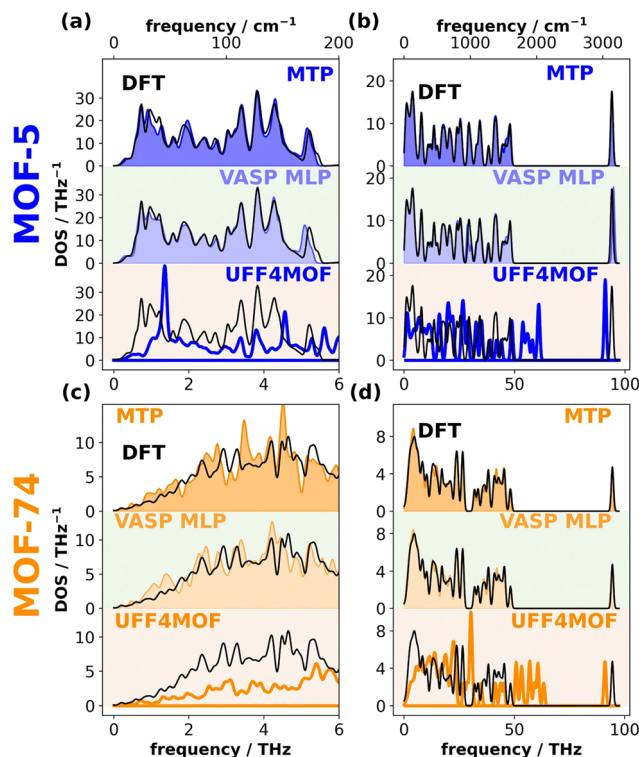 (a)
frequency / cm⁻¹
0 100 200
(b)
frequency / cm⁻¹
0 1000 2000 3000
MOF-5
DOS / THz⁻¹
DFT
MTP
30
20
10
0
VASP MLP
30
20
10
0
UFF4MOF
30
20
10
0
0 2 4 6
DFT
MTP
20
10
0
VASP MLP
20
10
0
UFF4MOF
20
10
0
0 50 100
(c)
(d)
MOF-74
DOS / THz⁻¹
MTP
DFT
10
5
0
VASP MLP
10
5
0
UFF4MOF
10
5
0
0 2 4 6
frequency / THz
MTP
DFT
8
4
0
VASP MLP
8
4
0
UFF4MOF
8
4
0
0 50 100
frequency / THz